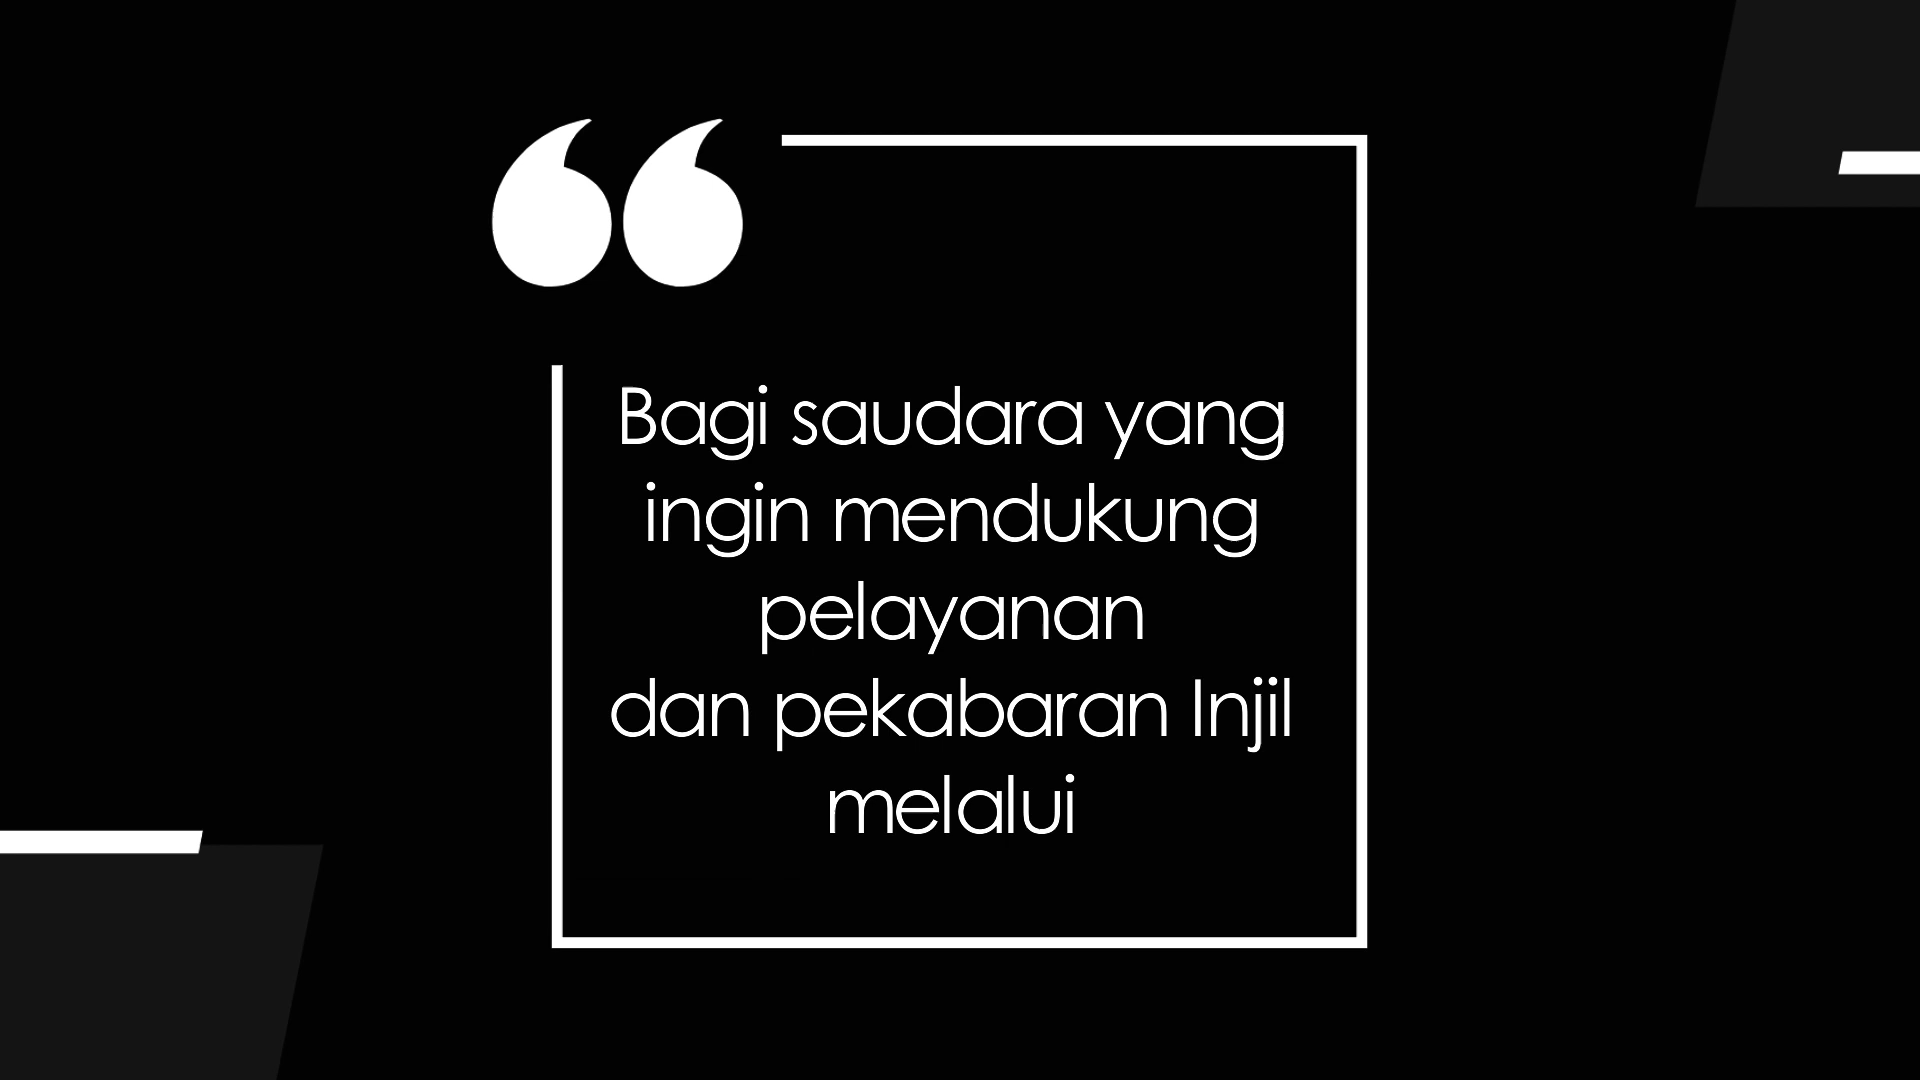 Bagi saudara yang
ingin mendukung
pelayanan
dan pekabaran Injil
melalui